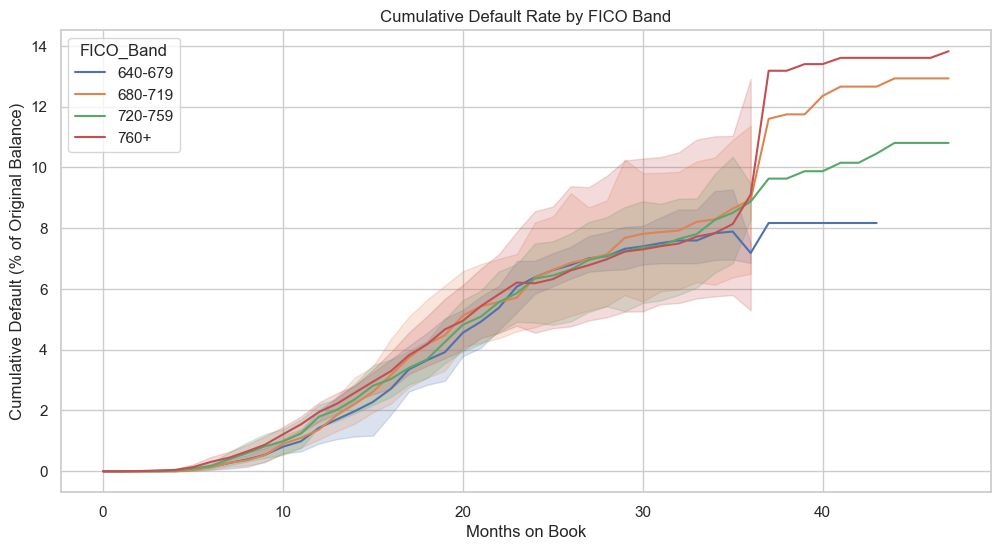 Cumulative Default Rate by FICO Band
Cumulative Default (% of Original Balance)
14
12
10
8
6
4
2
0
FICO_Band
640-679
680-719
720-759
760+
0 10 20 30 40
Months on Book